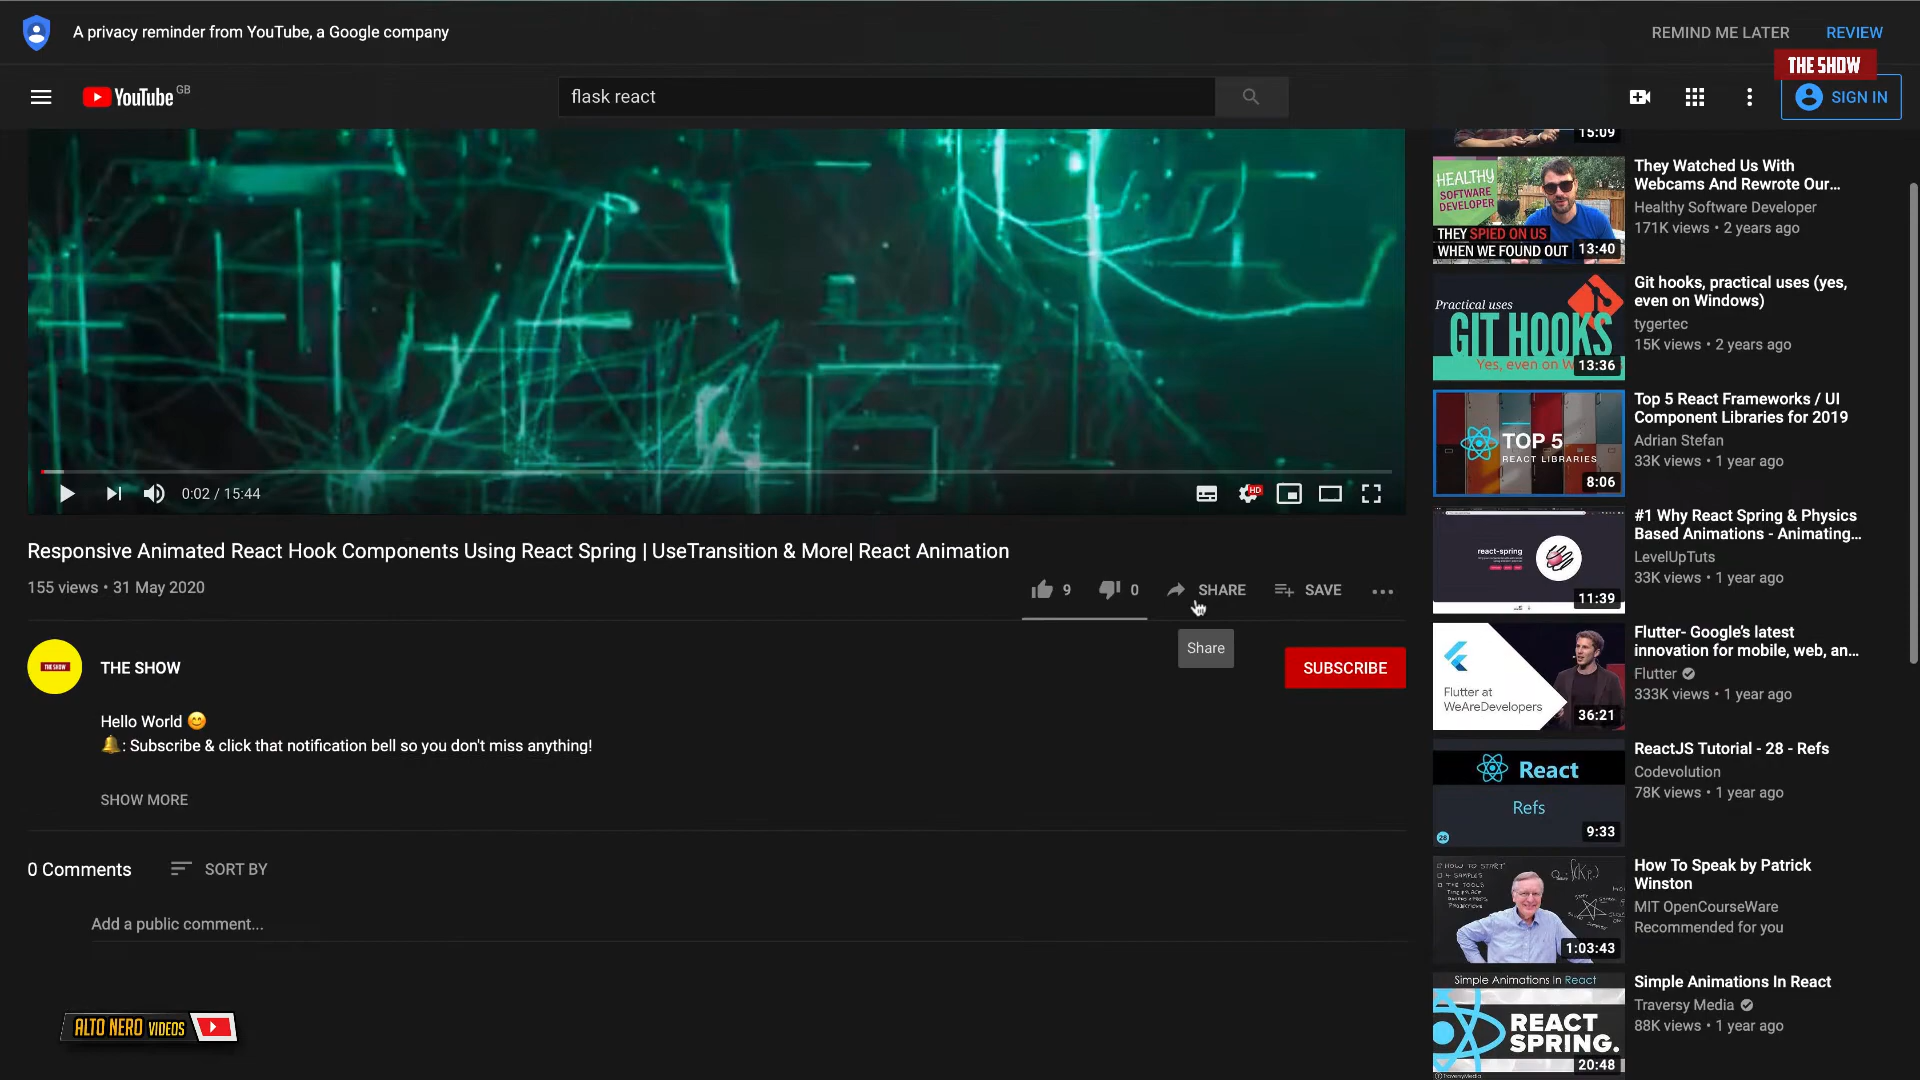 A privacy reminder from YouTube, a Google company
REMIND ME LATER
REVIEW
THE SHOW
YouTube GB
flask react
SIGN IN
15:09
HEALTHY
SOFTWARE
DEVELOPER
THEY SPIED ON US
WHEN WE FOUND OUT
13:40
They Watched Us With
Webcams And Rewrote Our...
Healthy Software Developer
171K views • 2 years ago
Practical uses
GIT HOOKS
Yes, even on W
13:36
Git hooks, practical uses (yes,
even on Windows)
tygertec
15K views • 2 years ago
TOP 5
REACT LIBRARIES
8:06
Top 5 React Frameworks / UI
Component Libraries for 2019
Adrian Stefan
33K views • 1 year ago
HD
0:02 / 15:44
Responsive Animated React Hook Components Using React Spring | UseTransition & More| React Animation
155 views • 31 May 2020
9
0
SHARE
SAVE
Share
THE SHOW
THE SHOW
SUBSCRIBE
Hello World 😊
🔔: Subscribe & click that notification bell so you don't miss anything!
SHOW MORE
0 Comments
SORT BY
Add a public comment...
ALTO NERO VIDEOS
react-spring
11:39
#1 Why React Spring & Physics
Based Animations - Animating...
LevelUpTuts
33K views • 1 year ago
Flutter at
WeAreDevelopers
36:21
Flutter- Google's latest
innovation for mobile, web, an...
Flutter
333K views • 1 year ago
React
Refs
28
9:33
ReactJS Tutorial - 28 - Refs
Codevolution
78K views • 1 year ago
1:03:43
How To Speak by Patrick
Winston
MIT OpenCourseWare
Recommended for you
Simple Animations In React
REACT
SPRING.
20:48
Simple Animations In React
Traversy Media
88K views • 1 year ago